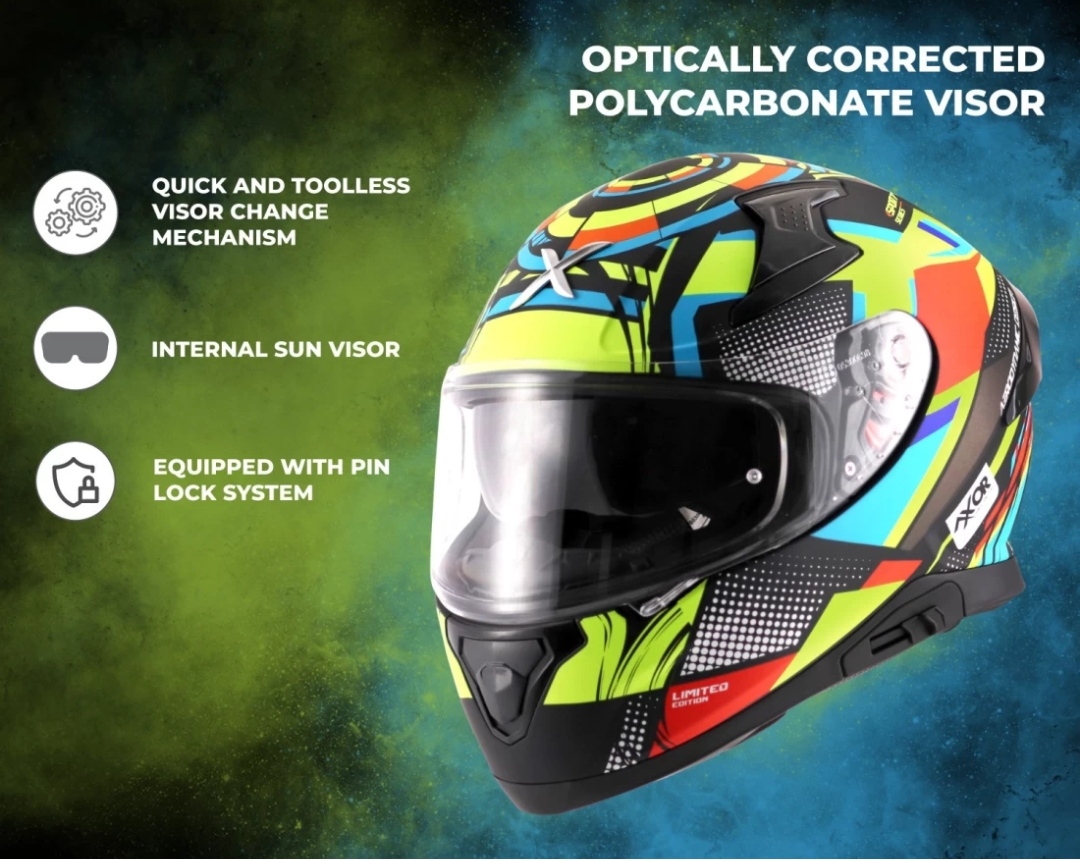 OPTICALLY CORRECTED
POLYCARBONATE VISOR
QUICK AND TOOLLESS
VISOR CHANGE
MECHANISM
INTERNAL SUN VISOR
EQUIPPED WITH PIN
LOCK SYSTEM
AXOR
LIMITED
EDITION